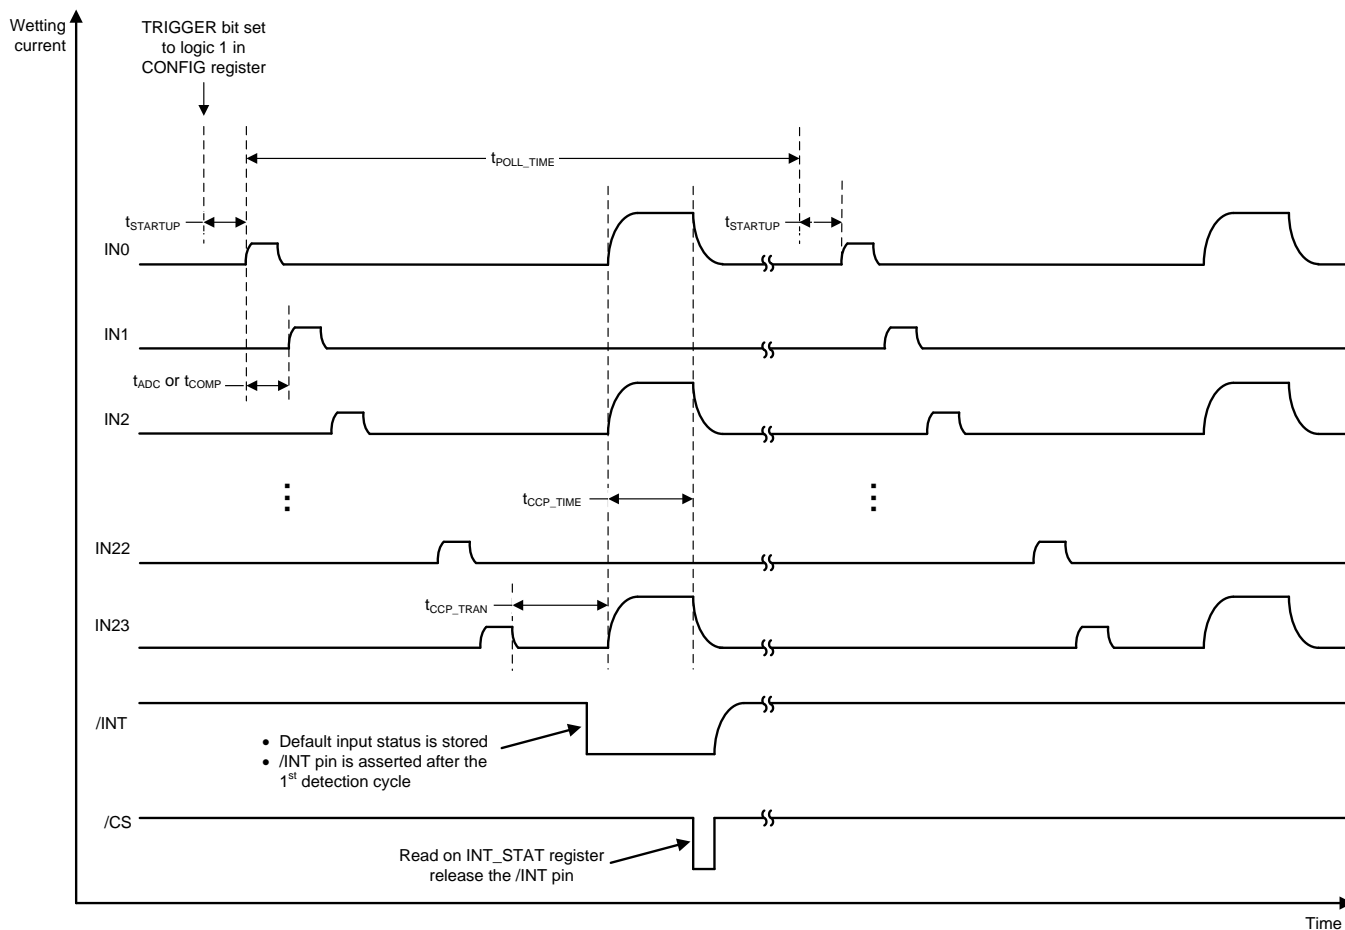 Wetting
current
TRIGGER bit set
to logic 1 in
CONFIG register
tPOLL_TIME
tSTARTUP
tSTARTUP
IN0
IN1
tADC or tCOMP
IN2
tCCP_TIME
IN22
tCCP_TRAN
IN23
/INT
• Default input status is stored
• /INT pin is asserted after the
1st detection cycle
/CS
Read on INT_STAT register
release the /INT pin
Time